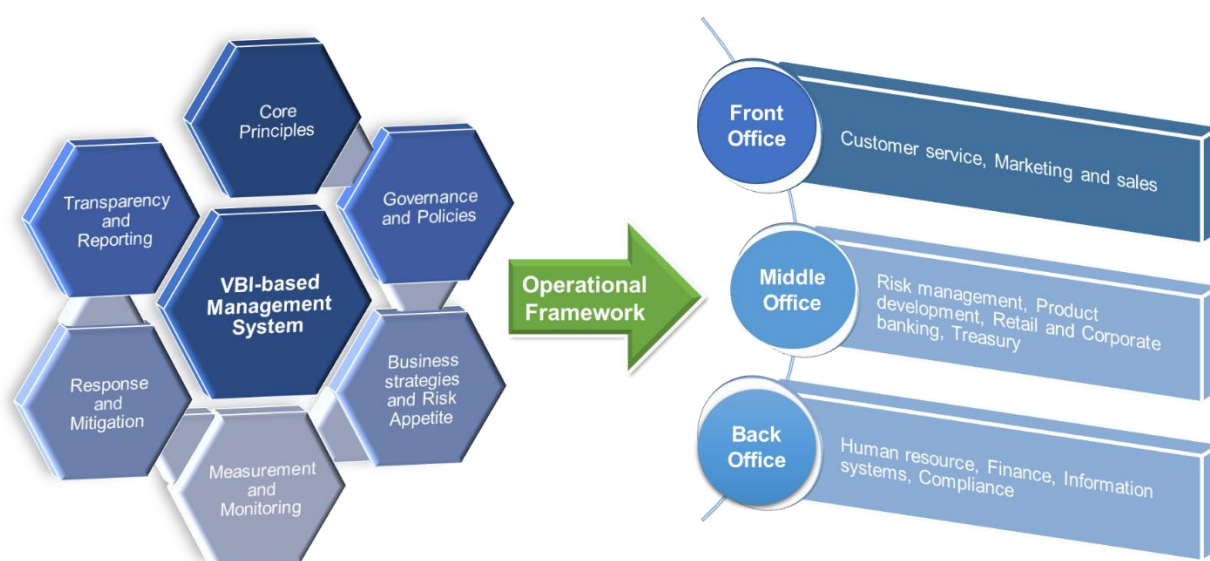 Core
Principles
Governance
and Policies
Business
strategies
and Risk
Appetite
Measurement
and
Monitoring
Response
and
Mitigation
Transparency
and
Reporting
VBI-based
Management
System
Operational
Framework
Front
Office
Customer service, Marketing and sales
Middle
Office
Risk management, Product
development, Retail and Corporate
banking, Treasury
Back
Office
Human resource, Finance, Information
systems, Compliance